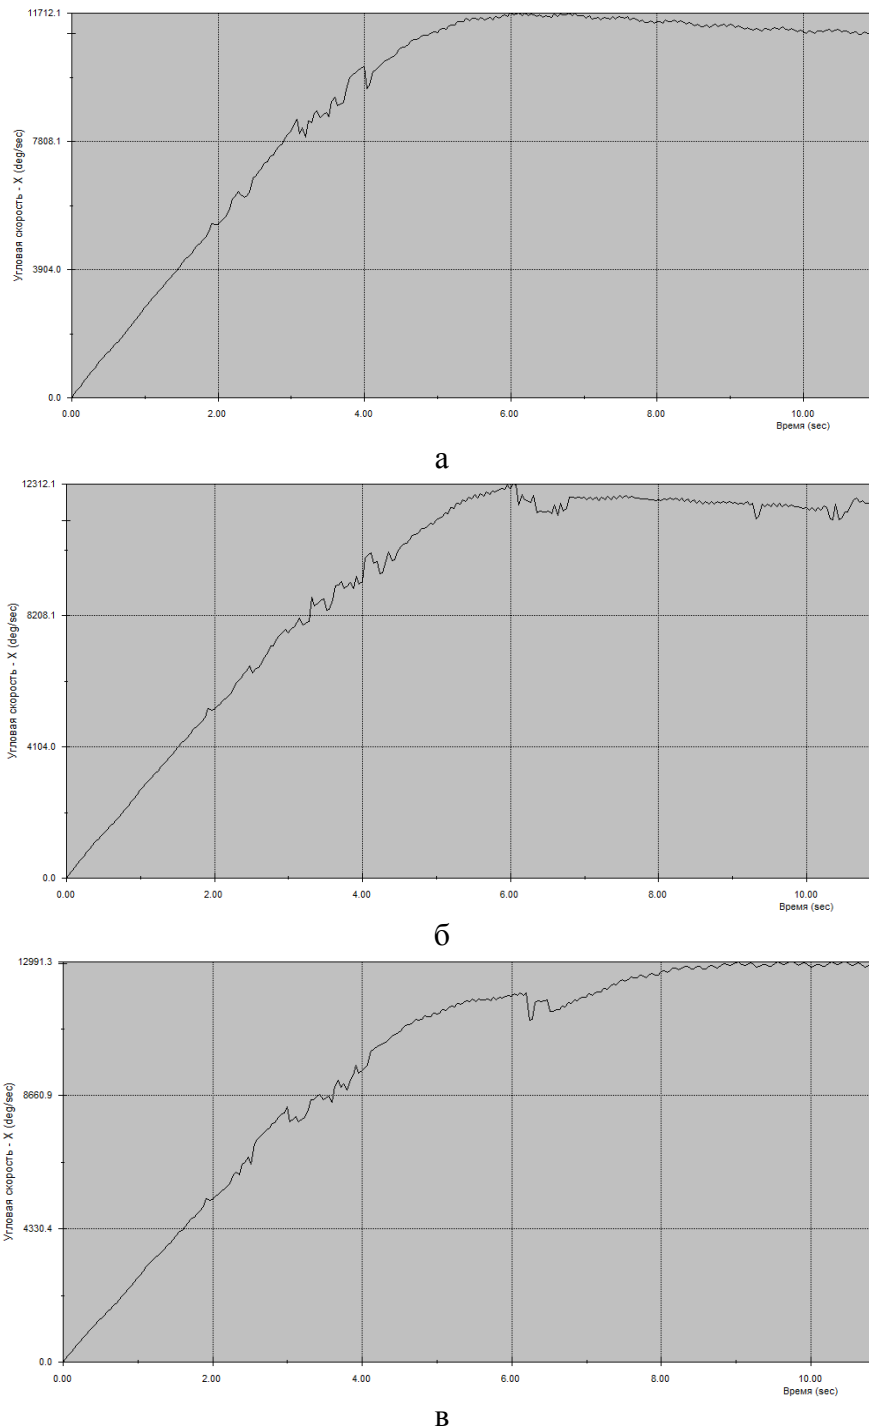 11712.1
7808.1
3904.0
0.0
Угловая скорость - X (deg/sec)
0.00 2.00 4.00 6.00 8.00 10.00
Время (sec)
а
12312.1
8208.1
4104.0
0.0
Угловая скорость - X (deg/sec)
0.00 2.00 4.00 6.00 8.00 10.00
Время (sec)
б
12991.3
8660.9
4330.4
0.0
Угловая скорость - X (deg/sec)
0.00 2.00 4.00 6.00 8.00 10.00
Время (sec)
в